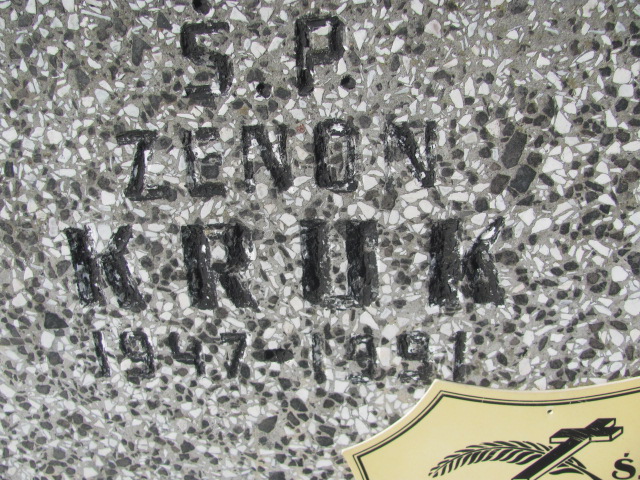 Ś.P.
ZENON
KRUK
1947-1991
Ś